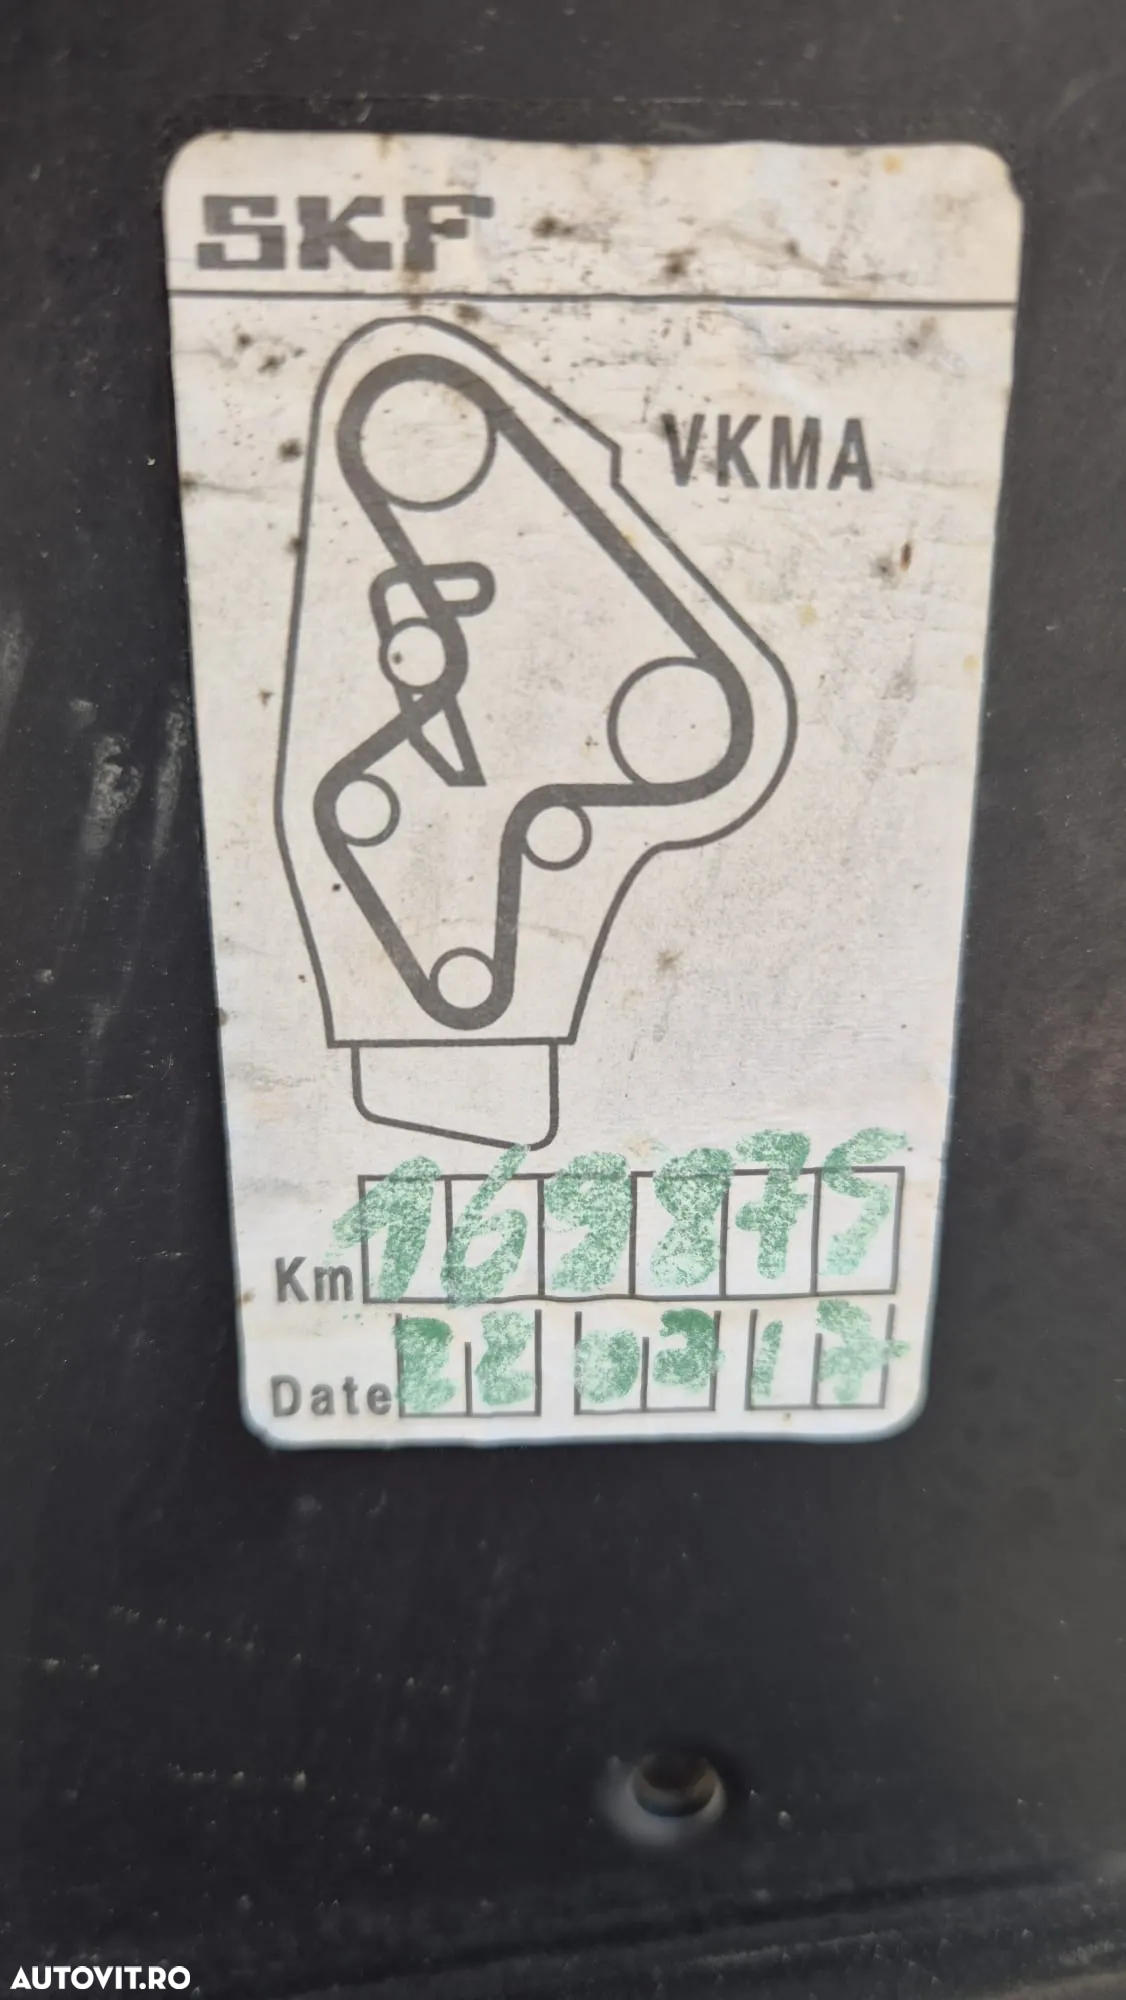 SKF
VKMA
Km 169875
Date 22 03 17
AUTOVIT.RO